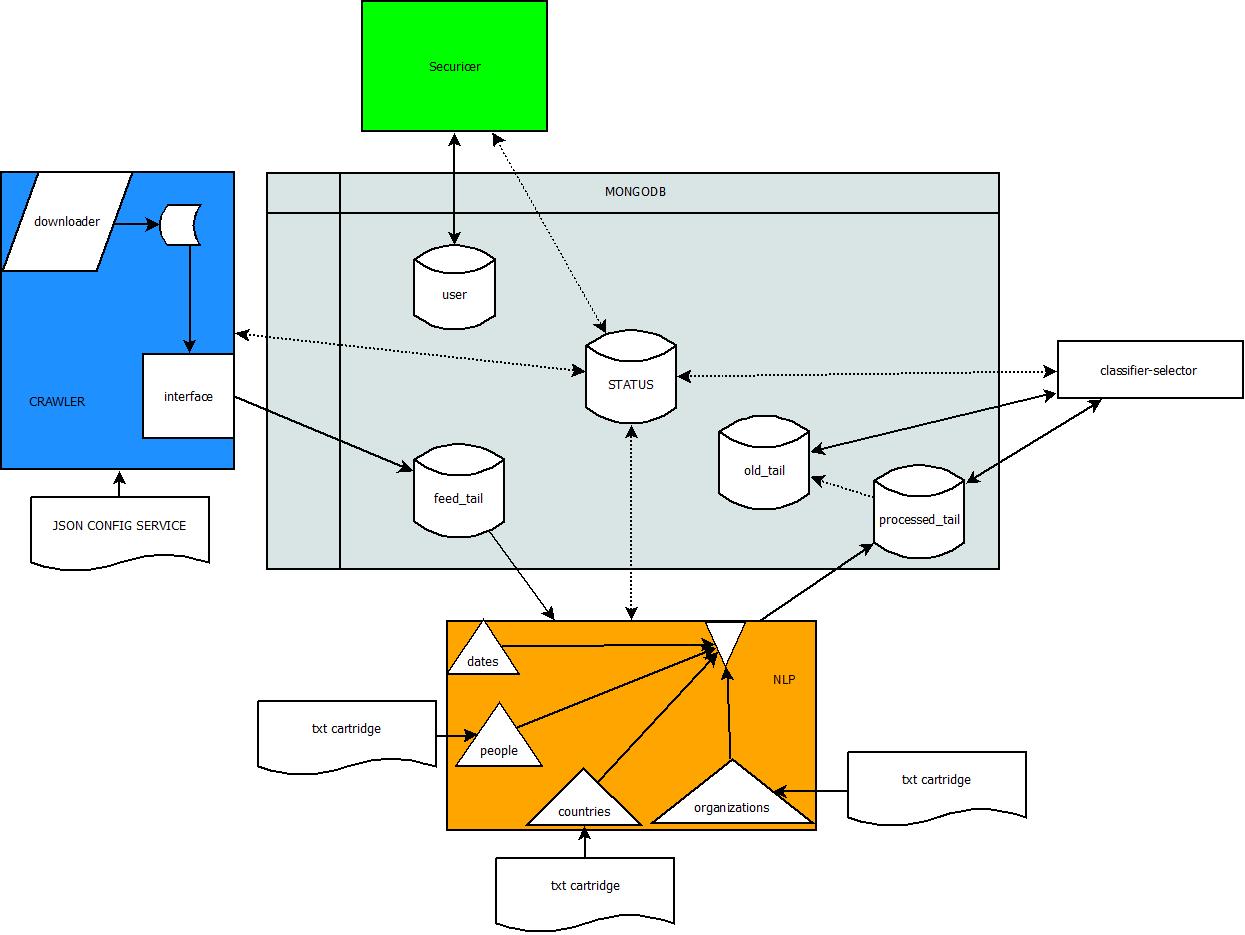 Securicer
MONGODB
downloader
user
STATUS
classifier-selector
CRAWLER
interface
old_tail
feed_tail
processed_tail
JSON CONFIG SERVICE
dates
NLP
txt cartridge
people
txt cartridge
countries
organizations
txt cartridge